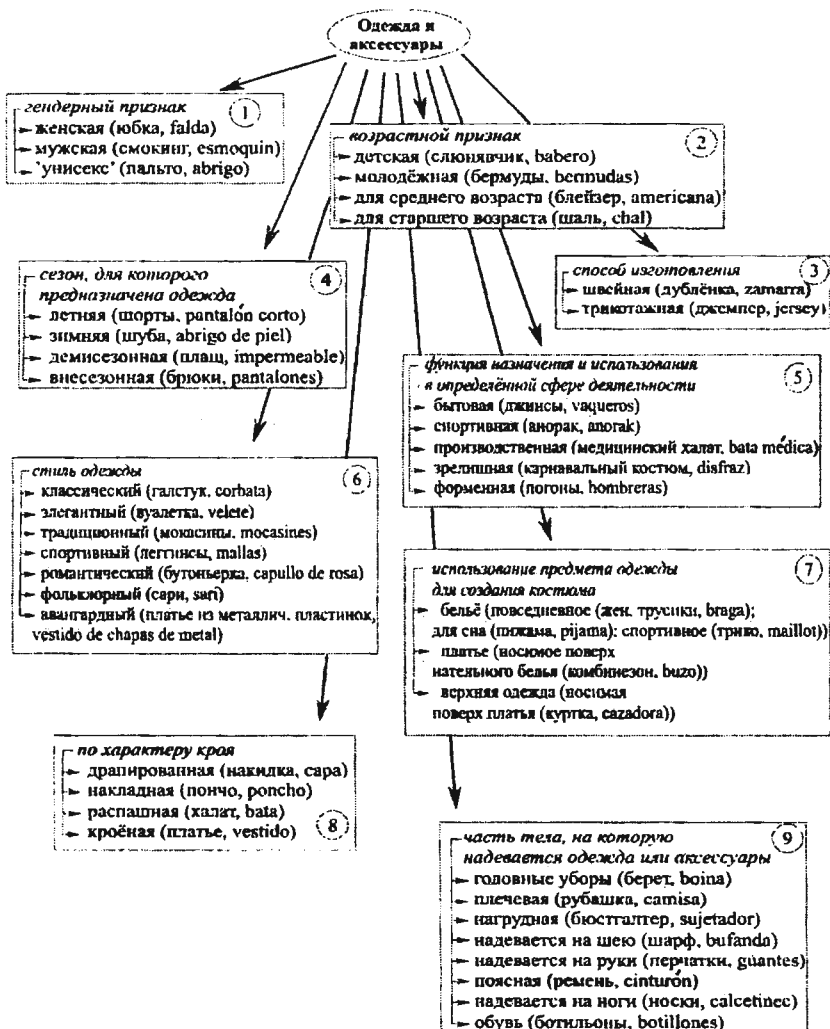 Одежда и
аксессуары
гендерный признак
1
женская (юбка, falda)
мужская (смокинг, esmoquin)
'унисекс' (пальто, abrigo)
возрастной признак
2
детская (слюнявчик, babero)
молодёжная (бермуды, bermudas)
для среднего возраста (блейзер, americana)
для старшего возраста (шаль, chal)
способ изготовления
3
швейная (дублёнка, zamarra)
трикотажная (джемпер, jersey)
сезон, для которого
4
предназначена одежда
летняя (шорты, pantalón corto)
зимняя (шуба, abrigo de piel)
демисезонная (плащ, impermeable)
внесезонная (брюки, pantalones)
функция назначения и использования
в определённой сфере деятельности
5
бытовая (джинсы, vaqueros)
спортивная (анорак, anorak)
производственная (медицинский халат, bata médica)
зрелищная (карнавальный костюм, disfraz)
форменная (погоны, hombreras)
стиль одежды
6
классический (галстук, corbata)
элегантный (вуалетка, velete)
традиционный (мокасины, mocasines)
спортивный (леггинсы, mallas)
романтический (бутоньерка, capullo de rosa)
фольклорный (сари, sari)
авангардный (платье из металлич. пластинок,
vestido de chapas de metal)
использование предмета одежды
7
для создания костюма
бельё (повседневное (жен. трусики, braga);
для сна (пижама, pijama); спортивное (трико, maillot))
платье (носимое поверх
нательного белья (комбинезон, buzo))
верхняя одежда (носимая
поверх платья (куртка, cazadora))
по характеру кроя
драпированная (накидка, capa)
накладная (пончо, poncho)
распашная (халат, bata)
кроёная (платье, vestido)
8
часть тела, на которую
9
надевается одежда или аксессуары
головные уборы (берет, boina)
плечевая (рубашка, camisa)
нагрудная (бюстгалтер, sujetador)
надевается на шею (шарф, bufanda)
надевается на руки (перчатки, guantes)
поясная (ремень, cinturón)
надевается на ноги (носки, calcetinec)
обувь (ботильоны, botillones)